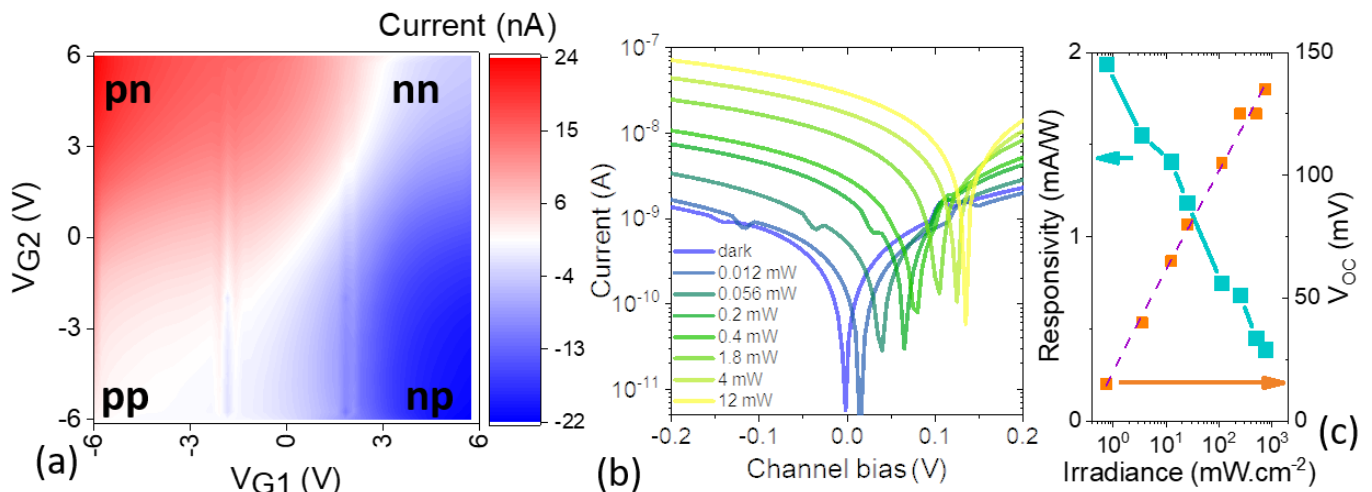 Current (nA)
6
3
0
-3
-6
VG2 (V)
pn
nn
pp
np
-6
-3
0
3
6
VG1 (V)
24
15
6
-4
-13
-22
(a)
10⁻⁷
10⁻⁸
10⁻⁹
10⁻¹⁰
10⁻¹¹
Current (A)
dark
0.012 mW
0.056 mW
0.2 mW
0.4 mW
1.8 mW
4 mW
12 mW
-0.2
-0.1
0.0
0.1
0.2
Channel bias (V)
(b)
2
1
0
Responsivity (mA/W)
150
100
50
0
VOC (mV)
10⁰
10¹
10²
10³
Irradiance (mW.cm⁻²)
(c)